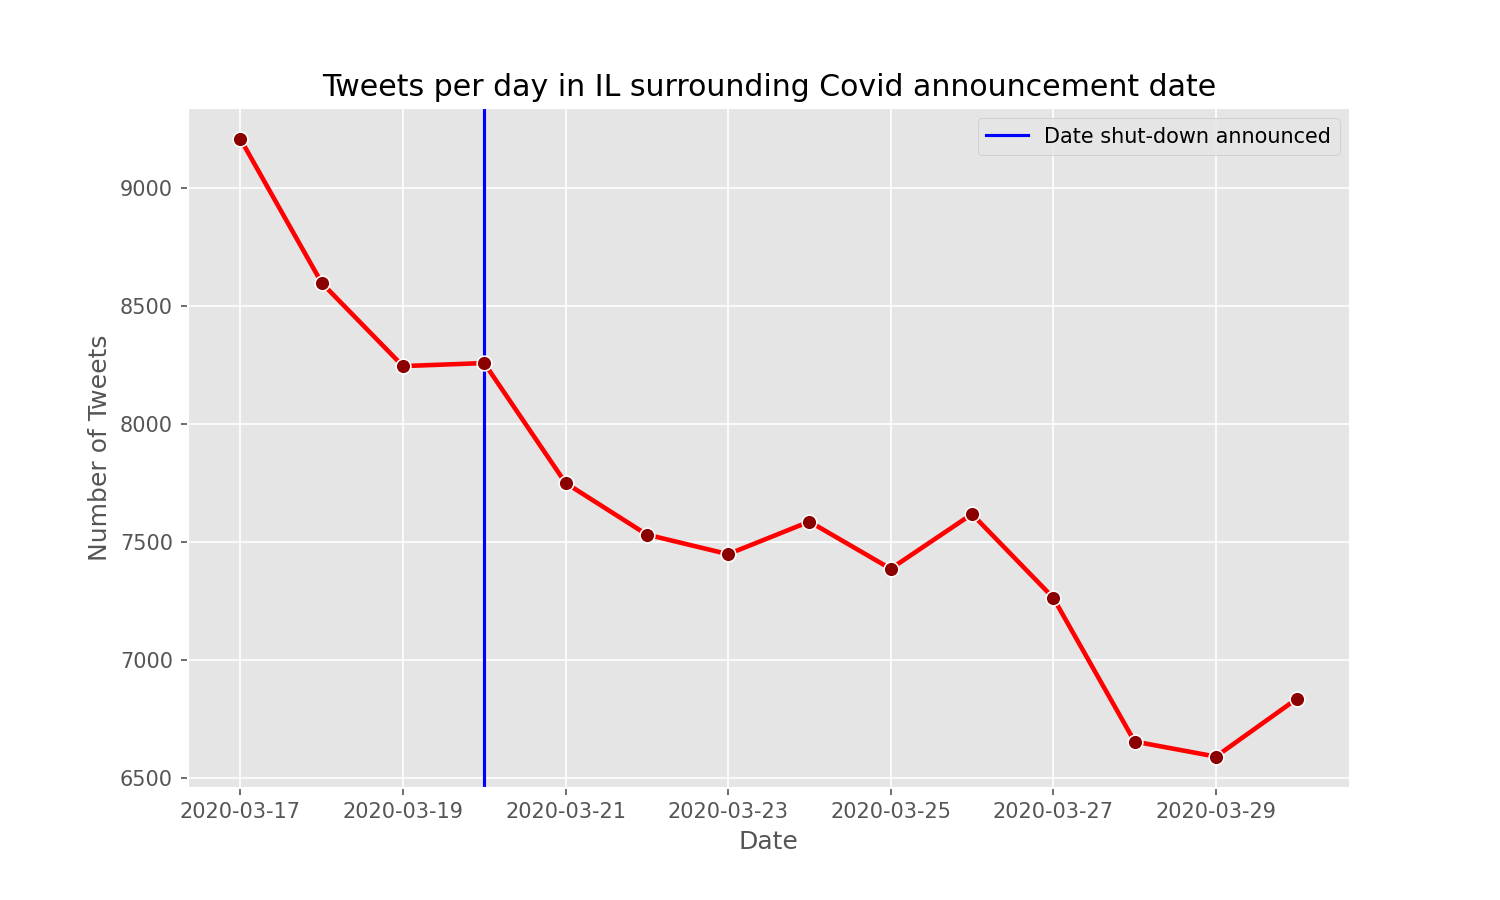 Tweets per day in IL surrounding Covid announcement date
Date shut-down announced
Number of Tweets
9000
8500
8000
7500
7000
6500
2020-03-17 2020-03-19 2020-03-21 2020-03-23 2020-03-25 2020-03-27 2020-03-29
Date